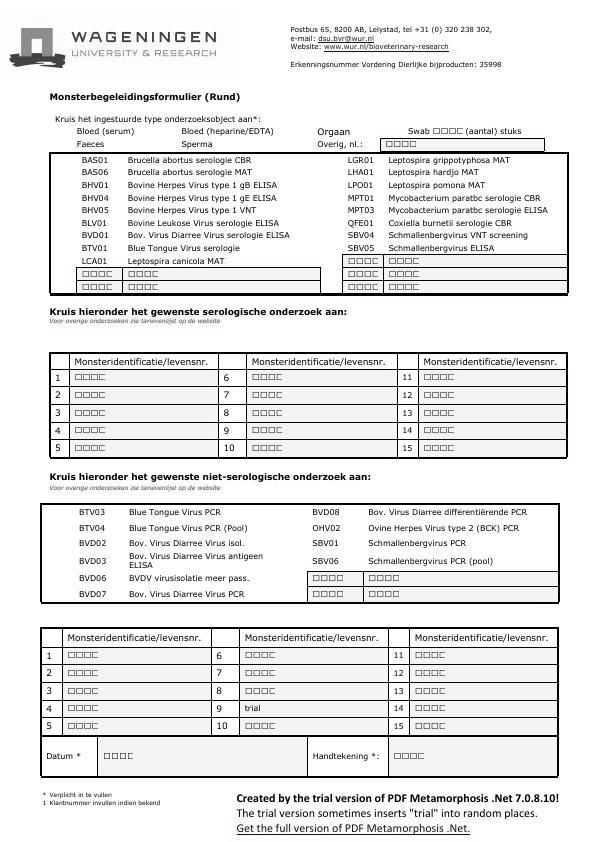 WAGENINGEN
UNIVERSITY & RESEARCH
Postbus 65, 8200 AB, Lelystad, tel +31 (0) 320 238 302,
e-mail: dsu.bvr@wur.nl
Website: www.wur.nl/bioveterinary-research
Erkenningsnummer Vordering Dierlijke bijproducten: 35998
Monsterbegeleidingsformulier (Rund)
Kruis het ingestuurde type onderzoeksobject aan*:
Bloed (serum) Bloed (heparine/EDTA) Orgaan Swab □□□□ (aantal) stuks
Faeces Sperma Overig, nl.: □□□□
BAS01 Brucella abortus serologie CBR LGR01 Leptospira grippotyphosa MAT
BAS06 Brucella abortus serologie MAT LHA01 Leptospira hardjo MAT
BHV01 Bovine Herpes Virus type 1 gB ELISA LPO01 Leptospira pomona MAT
BHV04 Bovine Herpes Virus type 1 gE ELISA MPT01 Mycobacterium paratbc serologie CBR
BHV05 Bovine Herpes Virus type 1 VNT MPT03 Mycobacterium paratbc serologie ELISA
BLV01 Bovine Leukose Virus serologie ELISA QFE01 Coxiella burnetii serologie CBR
BVD01 Bov. Virus Diarree Virus serologie ELISA SBV04 Schmallenbergvirus VNT screening
BTV01 Blue Tongue Virus serologie SBV05 Schmallenbergvirus ELISA
LCA01 Leptospira canicola MAT □□□□ □□□□
□□□□ □□□□ □□□□ □□□□
□□□□ □□□□ □□□□ □□□□
Kruis hieronder het gewenste serologische onderzoek aan:
Voor overige onderzoeken zie tarievenlijst op de website
Monsteridentificatie/levensnr. Monsteridentificatie/levensnr. Monsteridentificatie/levensnr.
1 □□□□ 6 □□□□ 11 □□□□
2 □□□□ 7 □□□□ 12 □□□□
3 □□□□ 8 □□□□ 13 □□□□
4 □□□□ 9 □□□□ 14 □□□□
5 □□□□ 10 □□□□ 15 □□□□
Kruis hieronder het gewenste niet-serologische onderzoek aan:
Voor overige onderzoeken zie tarievenlijst op de website
BTV03 Blue Tongue Virus PCR BVD08 Bov. Virus Diarree differentiërende PCR
BTV04 Blue Tongue Virus PCR (Pool) OHV02 Ovine Herpes Virus type 2 (BCK) PCR
BVD02 Bov. Virus Diarree Virus isol. SBV01 Schmallenbergvirus PCR
BVD03 Bov. Virus Diarree Virus antigeen
ELISA SBV06 Schmallenbergvirus PCR (pool)
BVD06 BVDV virusisolatie meer pass. □□□□ □□□□
BVD07 Bov. Virus Diarree Virus PCR □□□□ □□□□
Monsteridentificatie/levensnr. Monsteridentificatie/levensnr. Monsteridentificatie/levensnr.
1 □□□□ 6 □□□□ 11 □□□□
2 □□□□ 7 □□□□ 12 □□□□
3 □□□□ 8 □□□□ 13 □□□□
4 □□□□ 9 trial 14 □□□□
5 □□□□ 10 □□□□ 15 □□□□
Datum * □□□□ Handtekening *: □□□□
* Verplicht in te vullen
1 Klantnummer invullen indien bekend
Created by the trial version of PDF Metamorphosis .Net 7.0.8.10!
The trial version sometimes inserts "trial" into random places.
Get the full version of PDF Metamorphosis .Net.